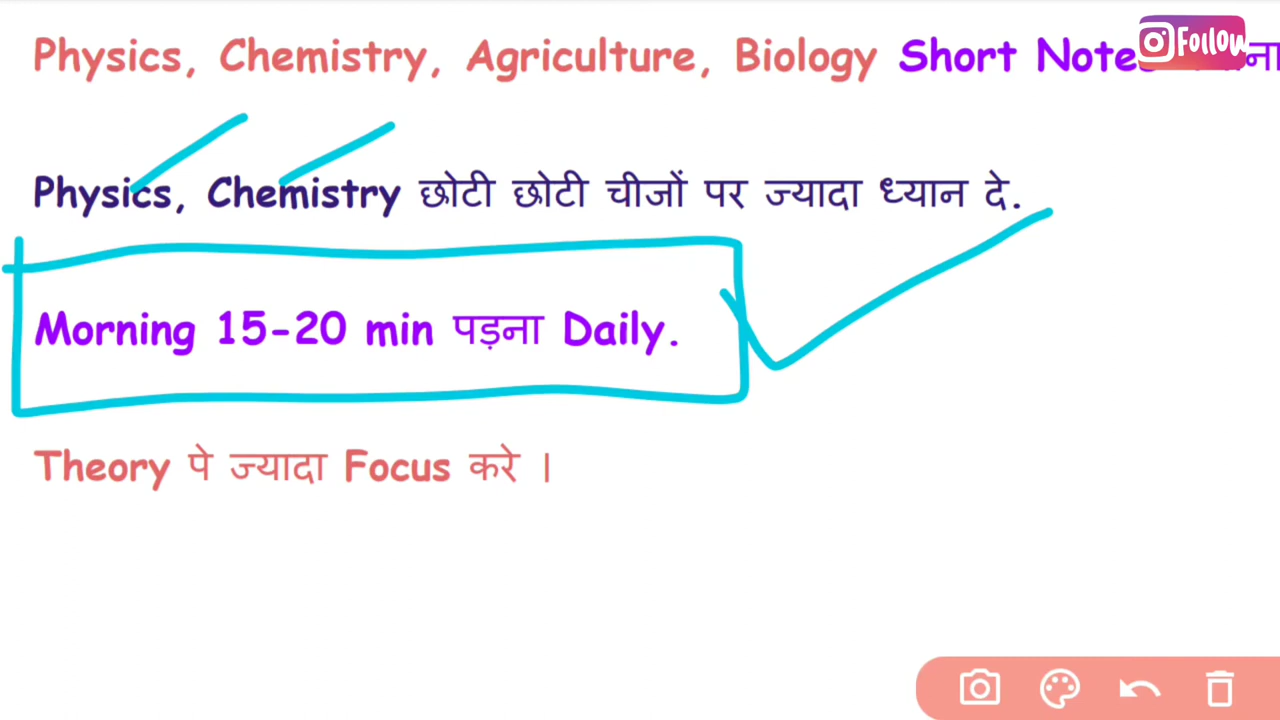 Physics, Chemistry, Agriculture, Biology Short Notes
Follow
Physics, Chemistry छोटी छोटी चीजों पर ज्यादा ध्यान दे.
Morning 15-20 min पड़ना Daily.
Theory पे ज्यादा Focus करे ।